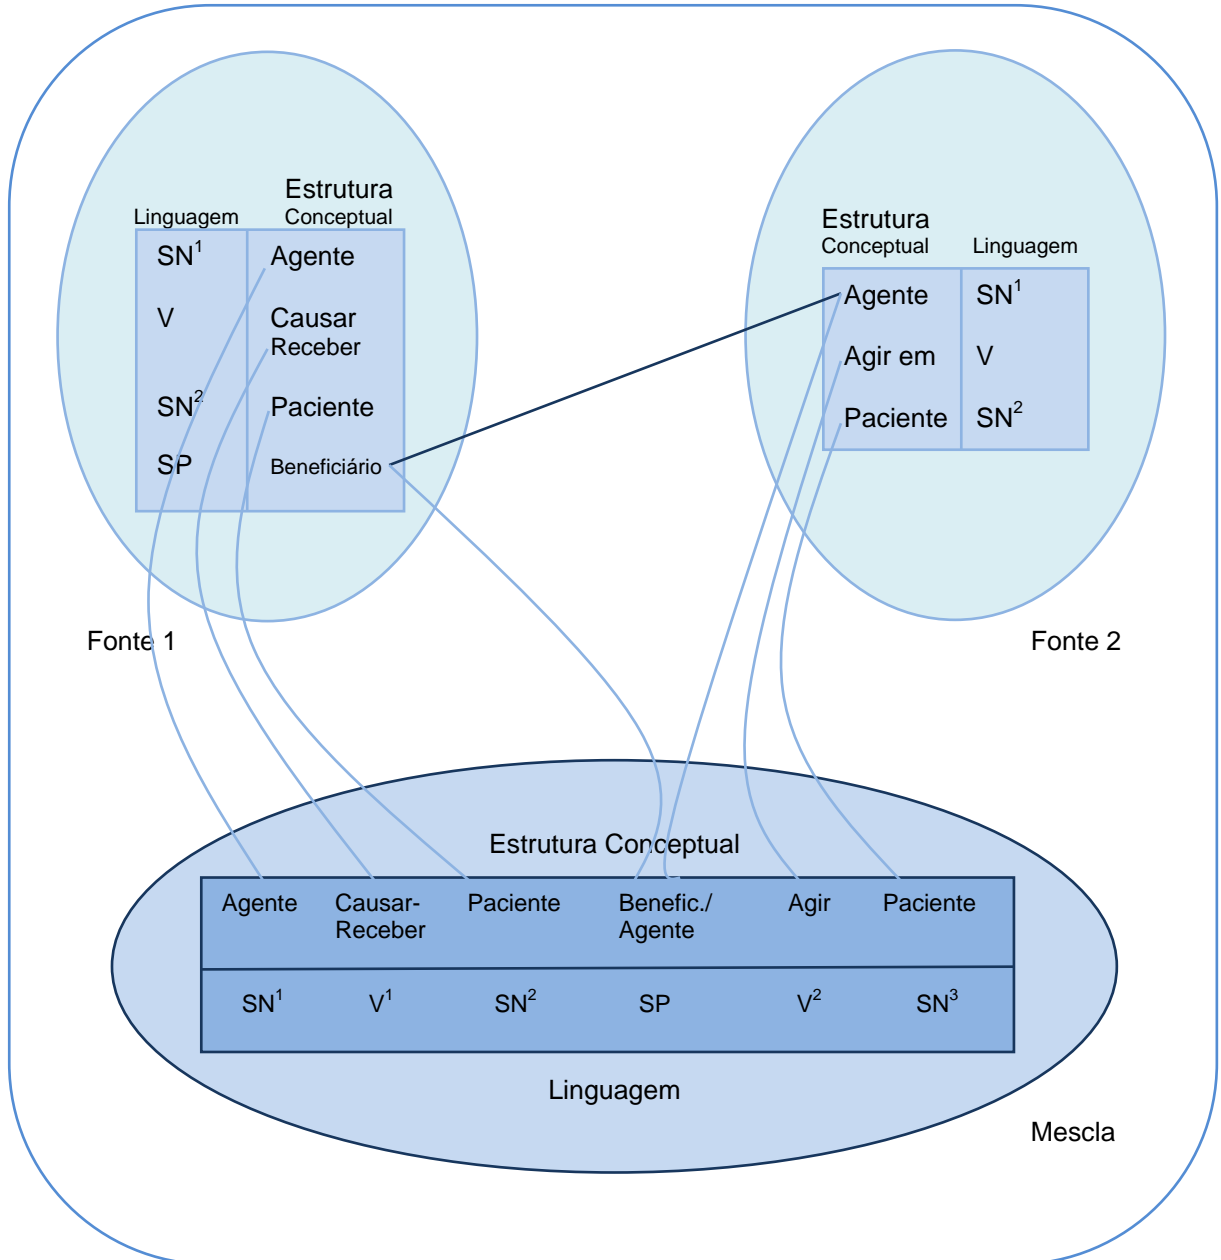 Estrutura
Linguagem Conceptual
SN¹ Agente
V Causar
Receber
SN² Paciente
SP Beneficiário
Fonte 1
Estrutura
Conceptual Linguagem
Agente SN¹
Agir em V
Paciente SN²
Fonte 2
Estrutura Conceptual
Agente Causar- Paciente Benefic./ Agir Paciente
Receber Agente
SN¹ V¹ SN² SP V² SN³
Linguagem
Mescla